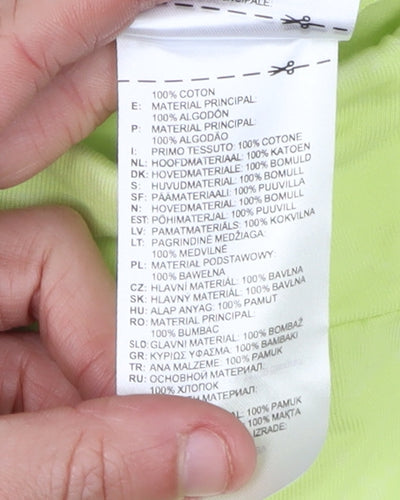 100% COTON
E: MATERIAL PRINCIPAL:
100% ALGODÓN
P: MATERIAL PRINCIPAL:
100% ALGODÃO
I: PRIMO TESSUTO: 100% COTONE
NL: HOOFDMATERIAAL: 100% KATOEN
DK: HOVEDMATERIALE: 100% BOMULD
S: HUVUDMATERIAL: 100% BOMULL
SF: PÄÄMATERIAALI: 100% PUUVILLA
N: HOVEDMATERIAL: 100% BOMULL
EST: PÕHIMATERJAL: 100% PUUVILL
LV: PAMATMATERIĀLS: 100% KOKVILNA
LT: PAGRINDINĖ MEDŽIAGA:
100% MEDVILNĖ
PL: MATERIAŁ PODSTAWOWY:
100% BAWEŁNA
CZ: HLAVNÍ MATERIÁL: 100% BAVLNA
SK: HLAVNÝ MATERIÁL: 100% BAVLNA
HU: ALAP ANYAG: 100% PAMUT
RO: MATERIAL PRINCIPAL:
100% BUMBAC
SLO: GLAVNI MATERIAL: 100% BOMBAŽ
GR: ΚΥΡΙΩΣ ΥΦΑΣΜΑ: 100% ΒΑΜΒΑΚΙ
TR: ANA MALZEME: 100% PAMUK
RU: ОСНОВНОЙ МАТЕРИАЛ:
100% ХЛОПОК
MATERIJAL:
100% PAMUK
100% МАКТА
IZRADE: